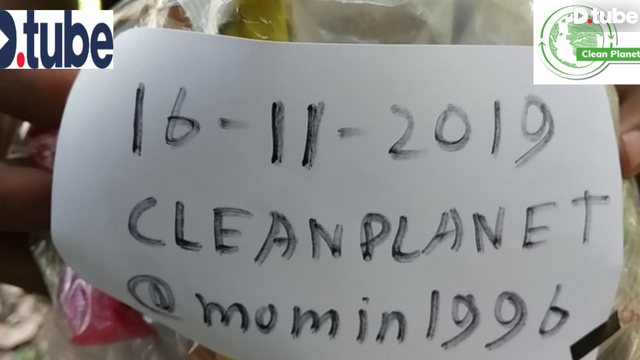 D.tube
D.tube
Clean Planet
16-11-2019
CLEANPLANET
@momin1996